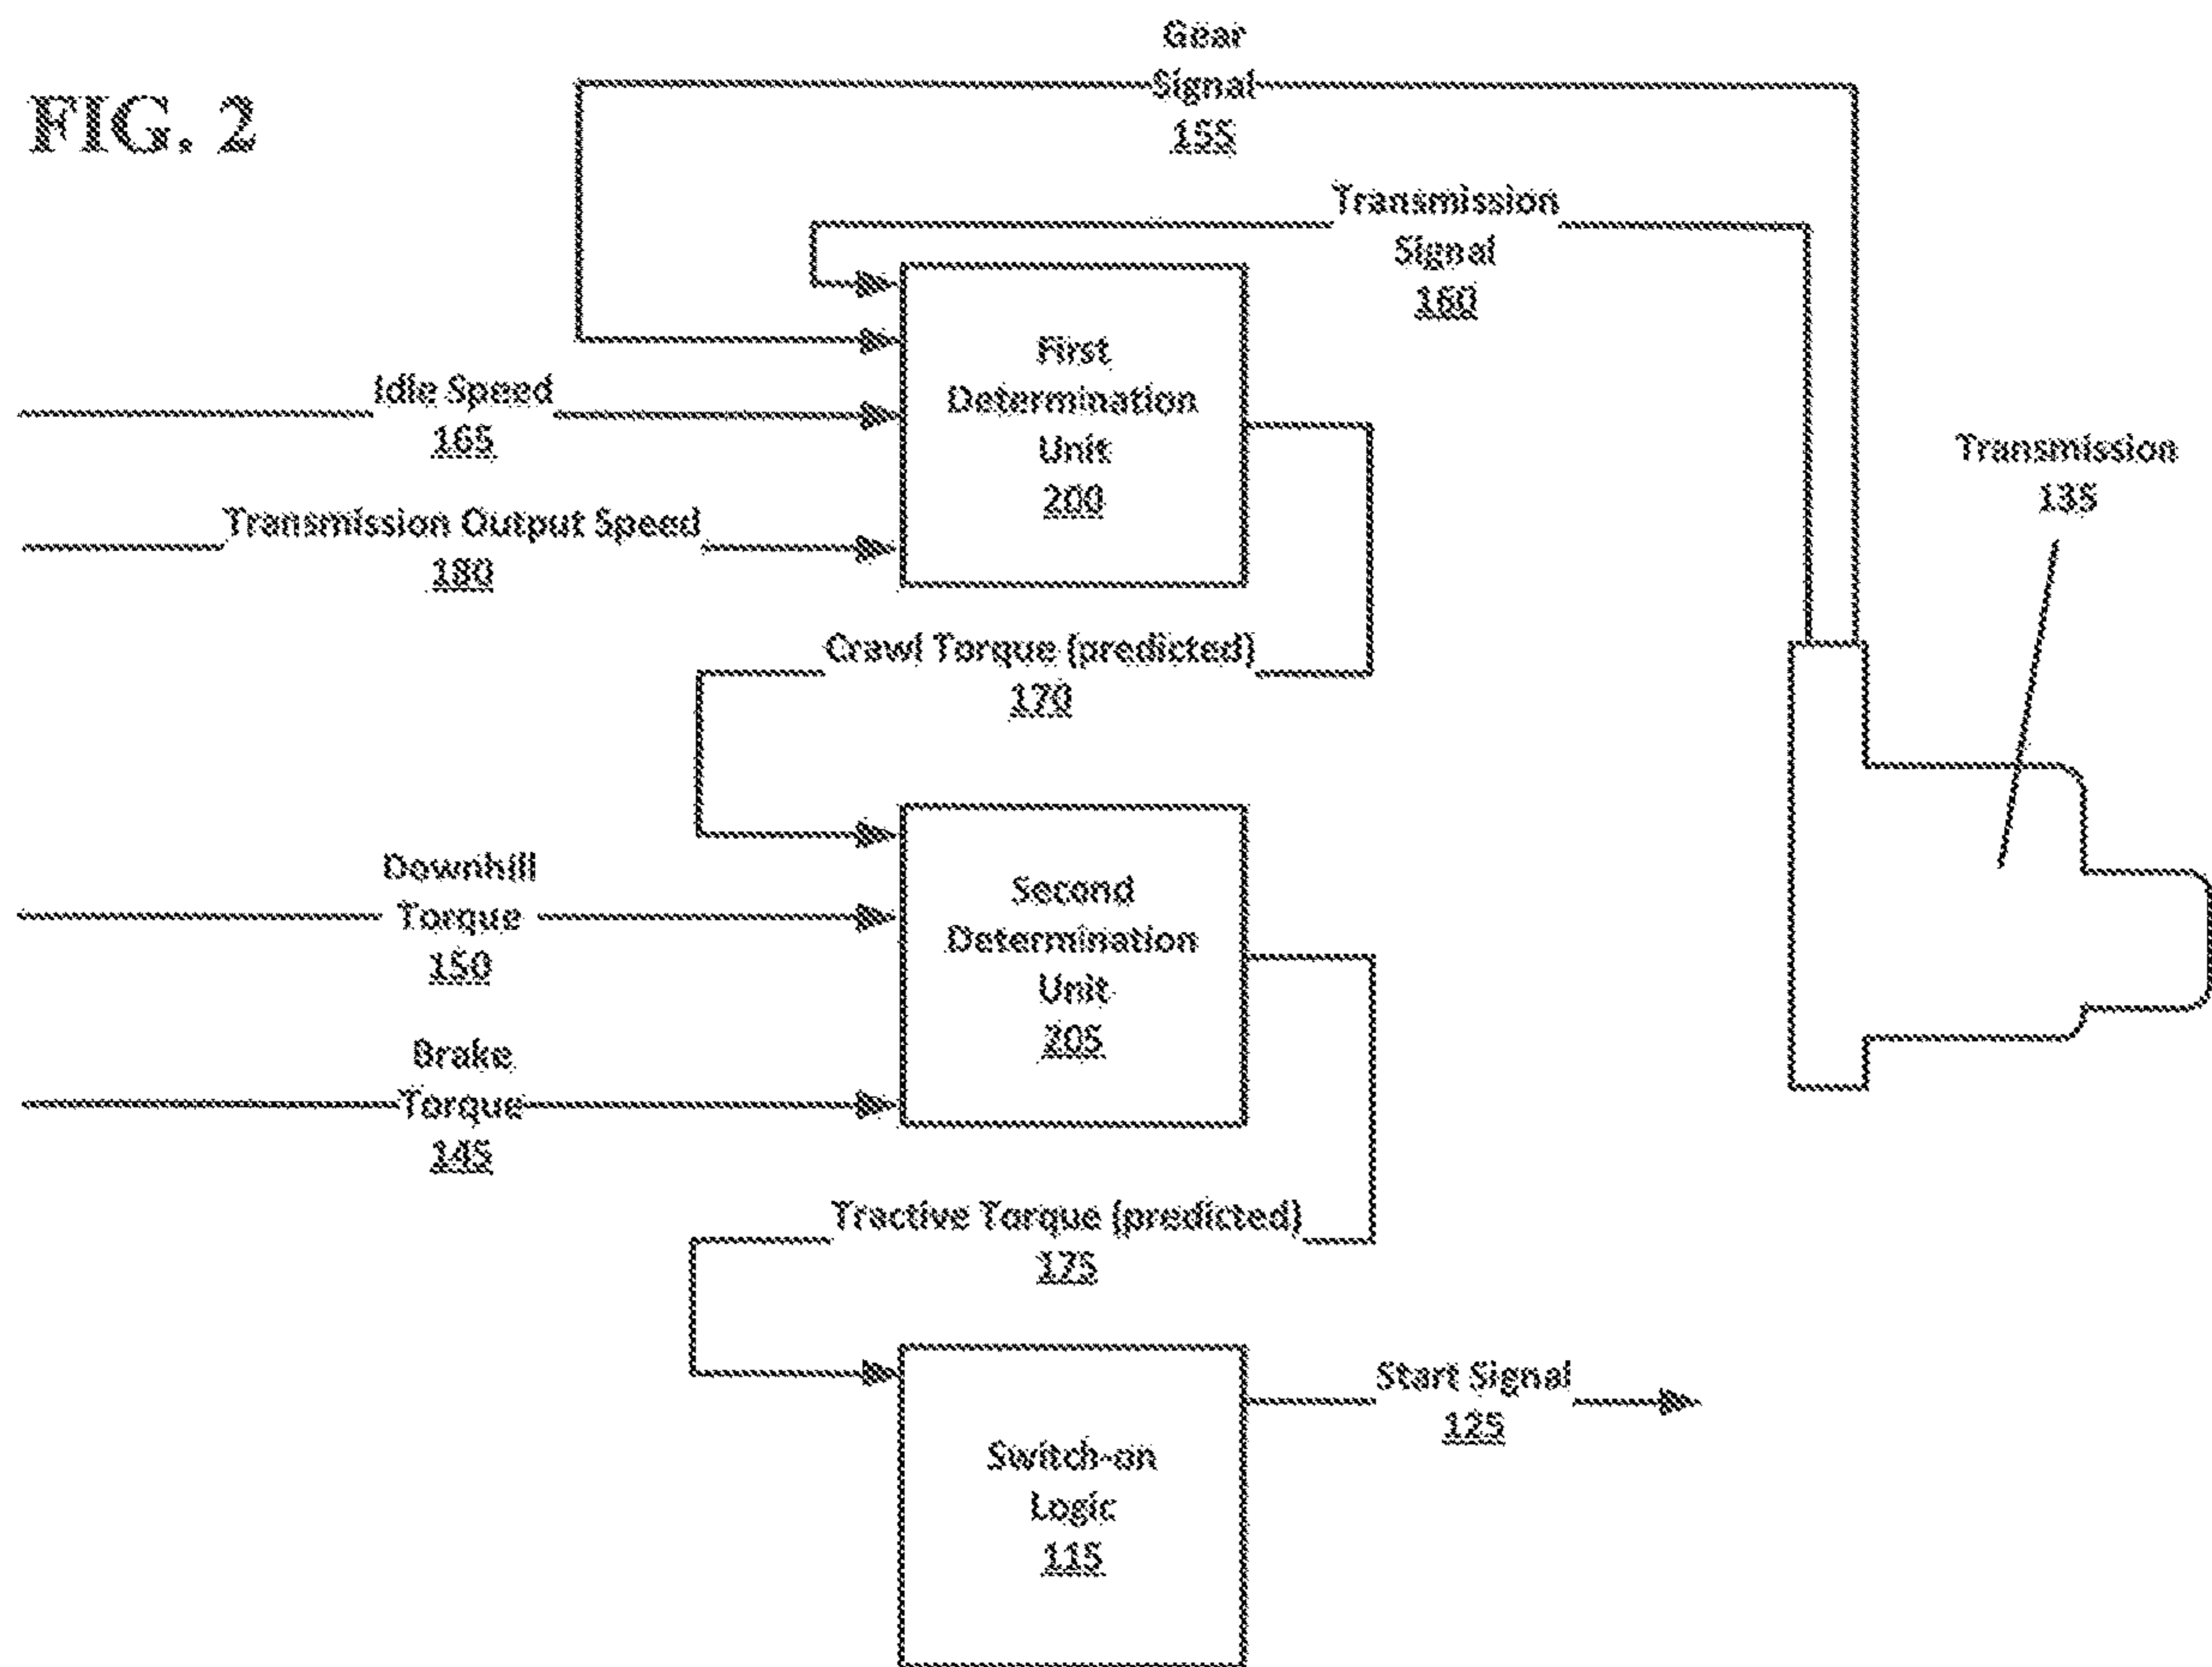 FIG. 2
Gear
Signal
155
Transmission
Signal
160
First
Determination
Unit
200
Idle Speed
165
Transmission Output Speed
180
Transmission
135
Crawl Torque (predicted)
170
Second
Determination
Unit
205
Downhill
Torque
150
Brake
Torque
145
Tractive Torque (predicted)
175
Start Signal
125
Switch-on
Logic
115